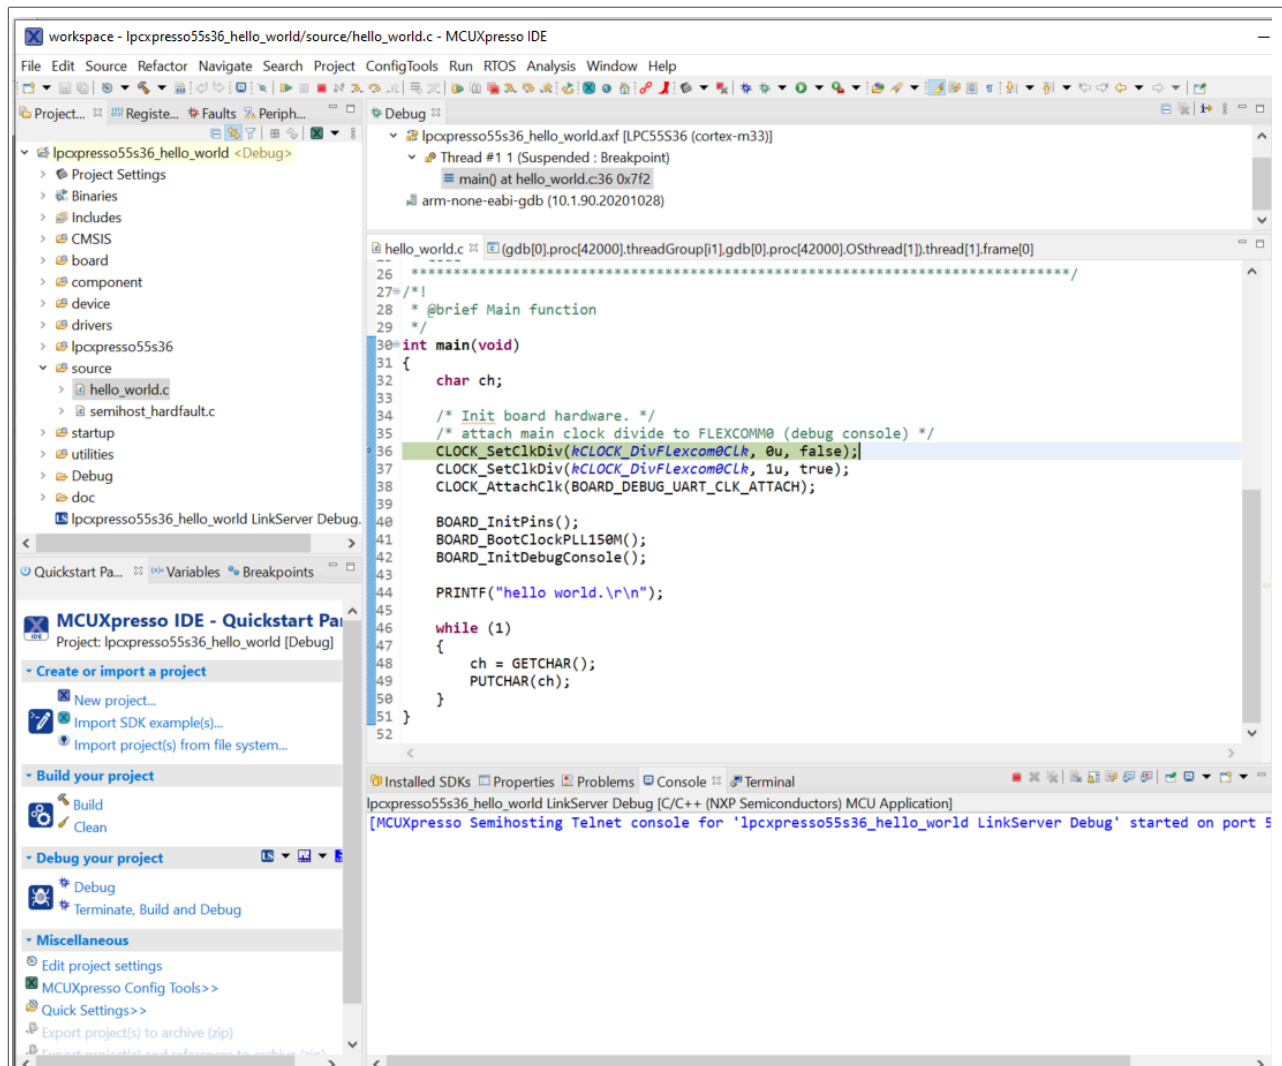 workspace - lpcxpresso55s36_hello_world/source/hello_world.c - MCUXpresso IDE
File Edit Source Refactor Navigate Search Project ConfigTools Run RTOS Analysis Window Help
Project... Registe... Faults Periph...
lpcxpresso55s36_hello_world <Debug>
Project Settings
Binaries
Includes
CMSIS
board
component
device
drivers
lpcxpresso55s36
source
hello_world.c
semihost_hardfault.c
startup
utilities
Debug
doc
LS lpcxpresso55s36_hello_world LinkServer Debug.
Debug
lpcxpresso55s36_hello_world.axf [LPC55S36 (cortex-m33)]
Thread #1 1 (Suspended : Breakpoint)
main() at hello_world.c:36 0x7f2
arm-none-eabi-gdb (10.1.90.20201028)
hello_world.c (gdb[0].proc[42000].threadGroup[i1],gdb[0].proc[42000].OSthread[1]).thread[1].frame[0]
26 ******************************************************************************/
27 /*!
28 * @brief Main function
29 */
30 int main(void)
31 {
32 char ch;
33
34 /* Init board hardware. */
35 /* attach main clock divide to FLEXCOMM0 (debug console) */
36 CLOCK_SetClkDiv(kCLOCK_DivFlexcom0Clk, 0u, false);
37 CLOCK_SetClkDiv(kCLOCK_DivFlexcom0Clk, 1u, true);
38 CLOCK_AttachClk(BOARD_DEBUG_UART_CLK_ATTACH);
39
40 BOARD_InitPins();
41 BOARD_BootClockPLL150M();
42 BOARD_InitDebugConsole();
43
44 PRINTF("hello world.\r\n");
45
46 while (1)
47 {
48 ch = GETCHAR();
49 PUTCHAR(ch);
50 }
51 }
52
Quickstart Pa... (x)= Variables Breakpoints
IDE
MCUXpresso IDE - Quickstart Pa
Project: lpcxpresso55s36_hello_world [Debug]
Create or import a project
New project...
Import SDK example(s)...
Import project(s) from file system...
Build your project
Build
Clean
Debug your project LS
Debug
Terminate, Build and Debug
Miscellaneous
Edit project settings
MCUXpresso Config Tools>>
Quick Settings>>
Export project(s) to archive (zip)
Export project(s) and references to archive (zip)
Installed SDKs Properties Problems Console Terminal
lpcxpresso55s36_hello_world LinkServer Debug [C/C++ (NXP Semiconductors) MCU Application]
[MCUXpresso Semihosting Telnet console for 'lpcxpresso55s36_hello_world LinkServer Debug' started on port 5